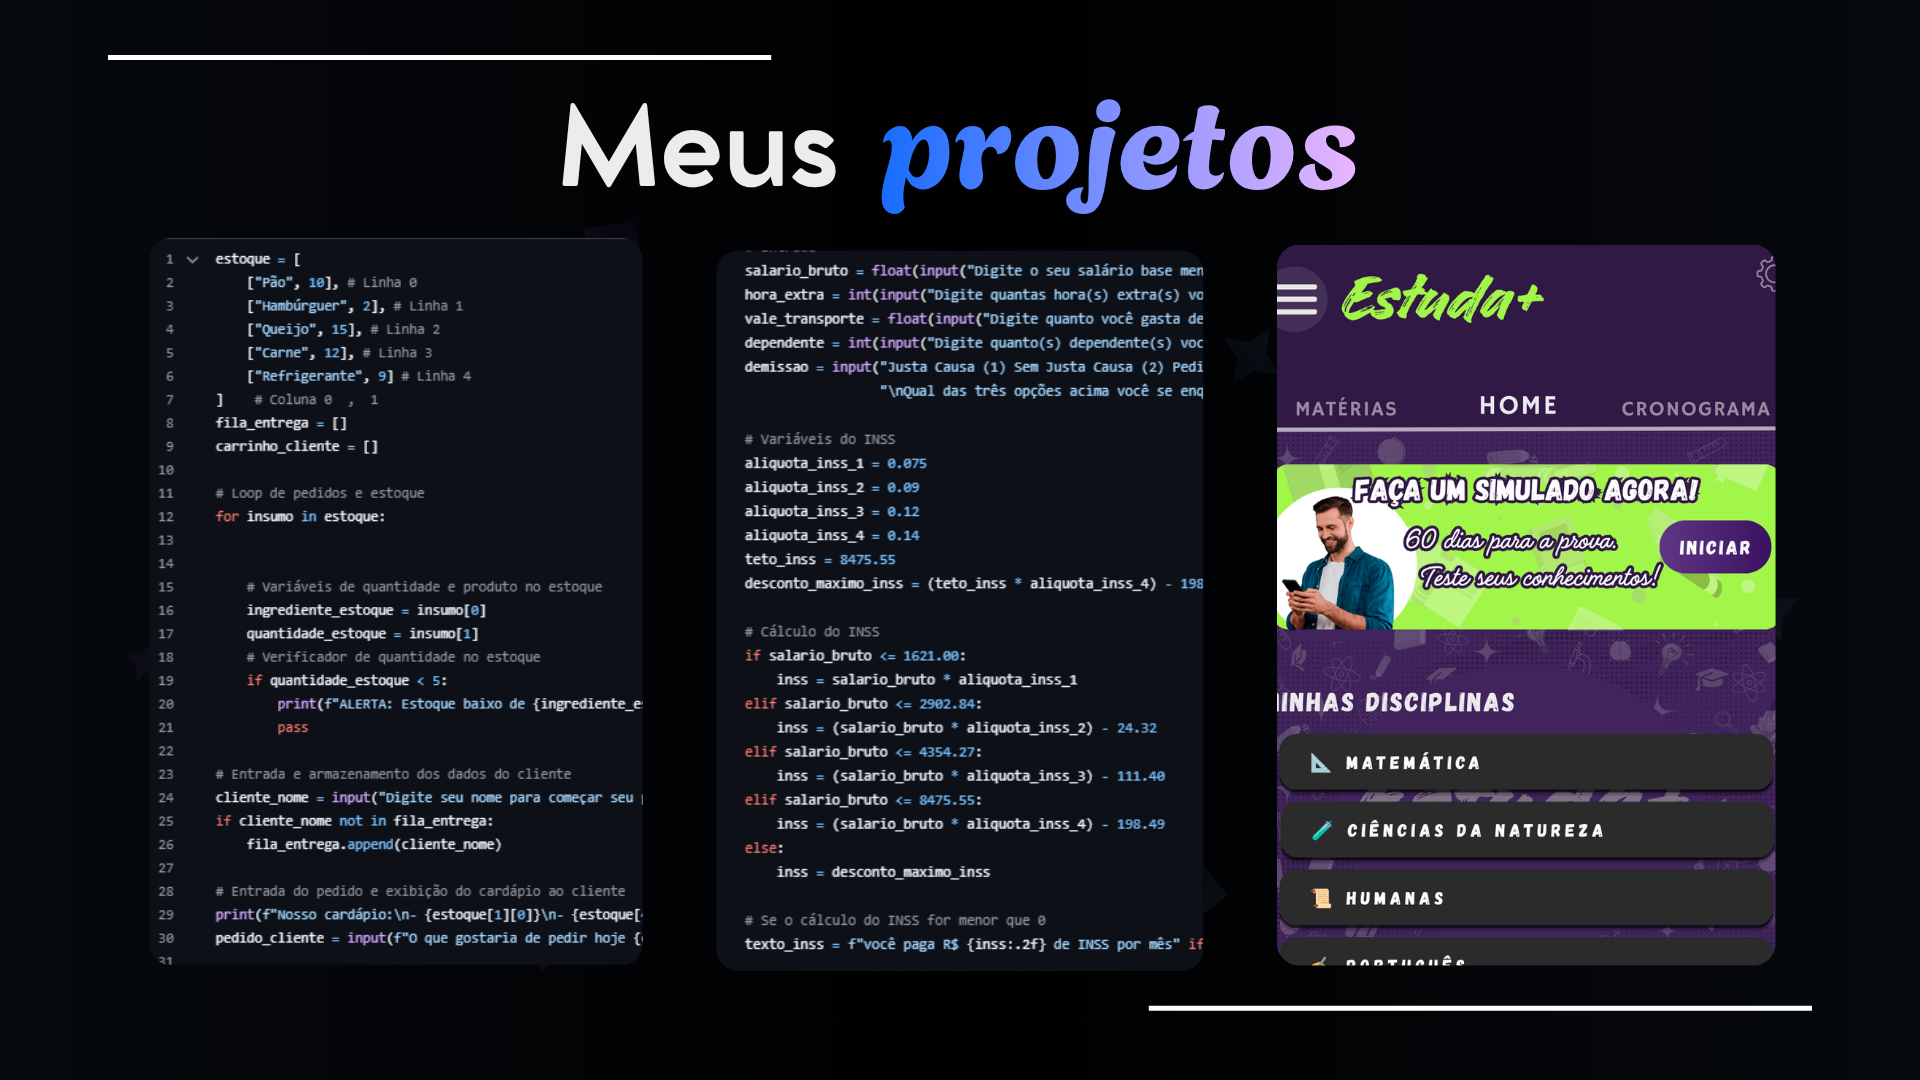 Meus projetos
1 estoque = [
2 ["Pão", 10], # Linha 0
3 ["Hambúrguer", 2], # Linha 1
4 ["Queijo", 15], # Linha 2
5 ["Carne", 12], # Linha 3
6 ["Refrigerante", 9] # Linha 4
7 ] # Coluna 0 , 1
8 fila_entrega = []
9 carrinho_cliente = []
10
11 # Loop de pedidos e estoque
12 for insumo in estoque:
13
14
15 # Variáveis de quantidade e produto no estoque
16 ingrediente_estoque = insumo[0]
17 quantidade_estoque = insumo[1]
18 # Verificador de quantidade no estoque
19 if quantidade_estoque < 5:
20 print(f"ALERTA: Estoque baixo de {ingrediente_e
21 pass
22
23 # Entrada e armazenamento dos dados do cliente
24 cliente_nome = input("Digite seu nome para começar seu
25 if cliente_nome not in fila_entrega:
26 fila_entrega.append(cliente_nome)
27
28 # Entrada do pedido e exibição do cardápio ao cliente
29 print(f"Nosso cardápio:\n- {estoque[1][0]}\n- {estoque[
30 pedido_cliente = input(f"O que gostaria de pedir hoje {
31
salario_bruto = float(input("Digite o seu salário base men
hora_extra = int(input("Digite quantas hora(s) extra(s) vo
vale_transporte = float(input("Digite quanto você gasta de
dependente = int(input("Digite quanto(s) dependente(s) voc
demissao = input("Justa Causa (1) Sem Justa Causa (2) Pedi
"\nQual das três opções acima você se enq
# Variáveis do INSS
aliquota_inss_1 = 0.075
aliquota_inss_2 = 0.09
aliquota_inss_3 = 0.12
aliquota_inss_4 = 0.14
teto_inss = 8475.55
desconto_maximo_inss = (teto_inss * aliquota_inss_4) - 198
# Cálculo do INSS
if salario_bruto <= 1621.00:
inss = salario_bruto * aliquota_inss_1
elif salario_bruto <= 2902.84:
inss = (salario_bruto * aliquota_inss_2) - 24.32
elif salario_bruto <= 4354.27:
inss = (salario_bruto * aliquota_inss_3) - 111.40
elif salario_bruto <= 8475.55:
inss = (salario_bruto * aliquota_inss_4) - 198.49
else:
inss = desconto_maximo_inss
# Se o cálculo do INSS for menor que 0
texto_inss = f"você paga R$ {inss:.2f} de INSS por mês" if
Estuda+
MATÉRIAS HOME CRONOGRAMA
FAÇA UM SIMULADO AGORA!
60 dias para a prova.
Teste seus conhecimentos!
INICIAR
INHAS DISCIPLINAS
MATEMÁTICA
CIÊNCIAS DA NATUREZA
HUMANAS
PORTUGUÊS